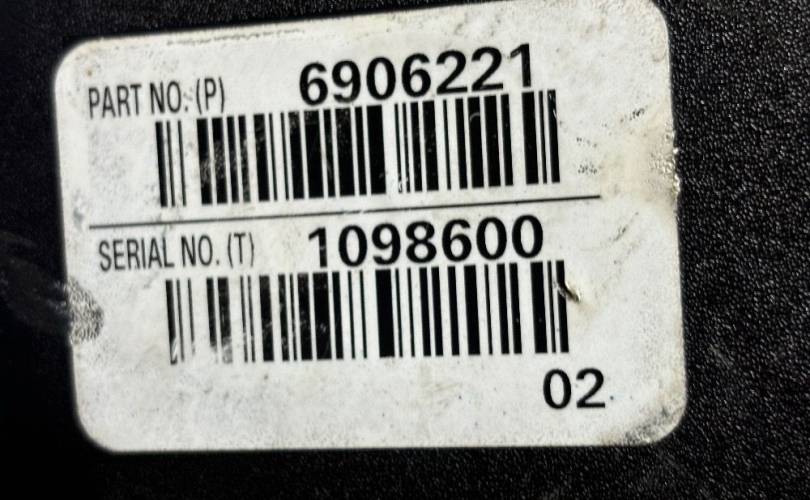 PART NO. (P) 6906221
SERIAL NO. (T) 1098600
02